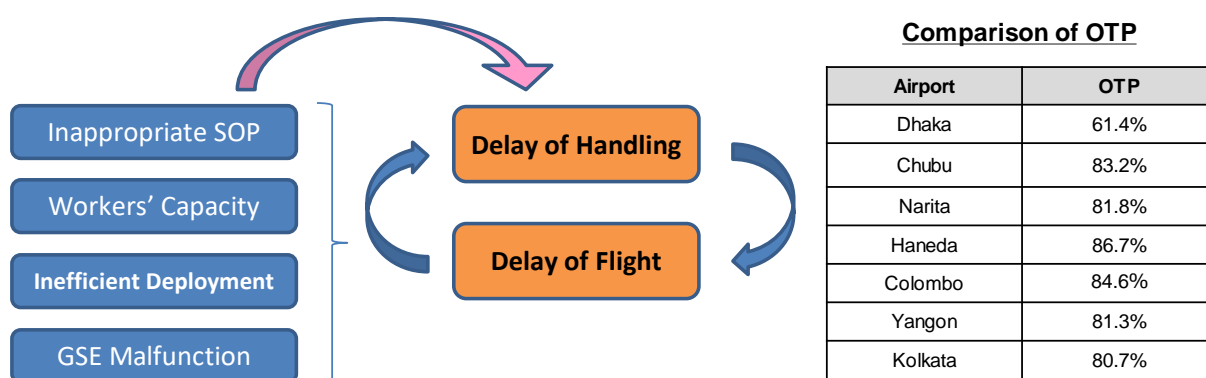 Inappropriate SOP
Workers’ Capacity
Inefficient Deployment
GSE Malfunction
Delay of Handling
Delay of Flight
Comparison of OTP
Airport OTP
Dhaka 61.4%
Chubu 83.2%
Narita 81.8%
Haneda 86.7%
Colombo 84.6%
Yangon 81.3%
Kolkata 80.7%